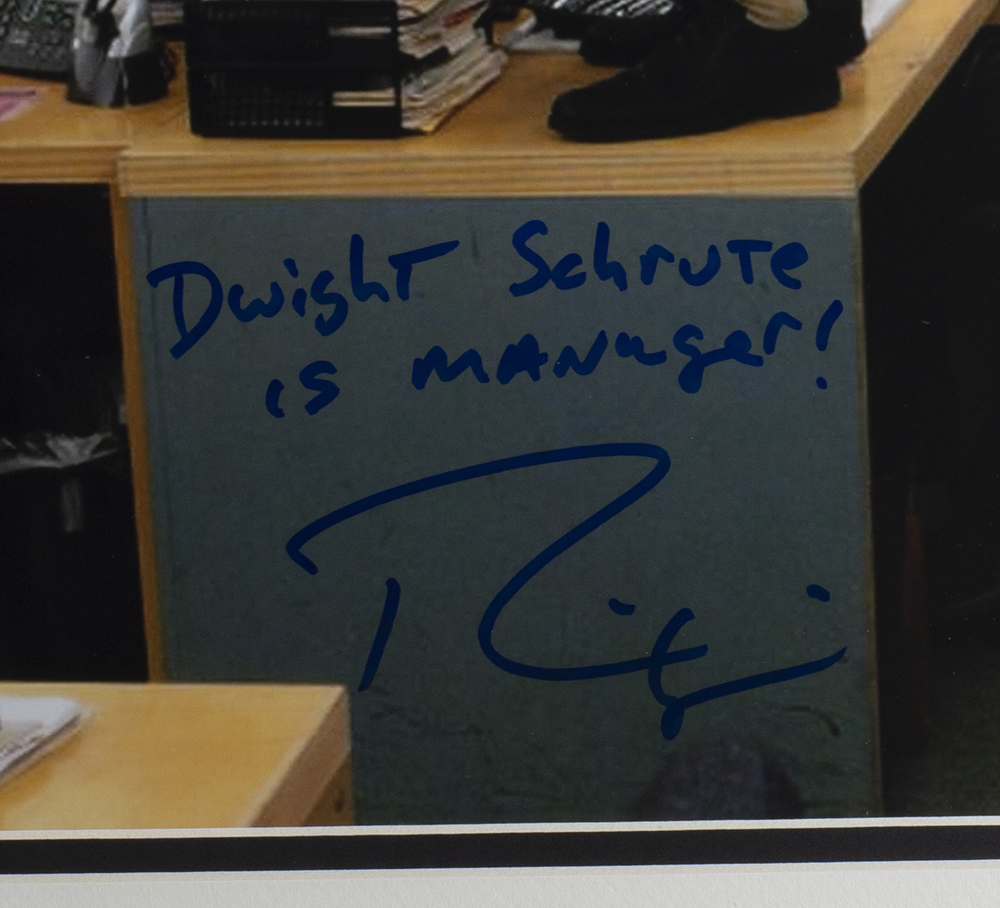 Dwight Schrute
is MANager!